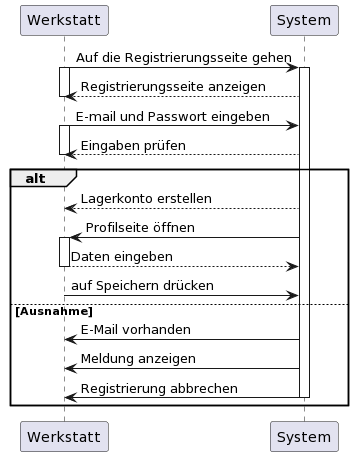 Werkstatt System
Auf die Registrierungsseite gehen
Registrierungsseite anzeigen
E-mail und Passwort eingeben
Eingaben prüfen
alt
Lagerkonto erstellen
Profilseite öffnen
Daten eingeben
auf Speichern drücken
[Ausnahme]
E-Mail vorhanden
Meldung anzeigen
Registrierung abbrechen
Werkstatt System